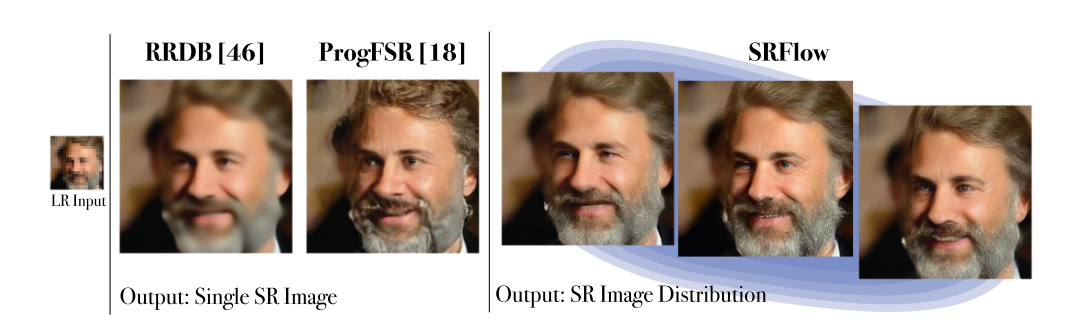 RRDB [46]
ProgFSR [18]
SRFlow
LR Input
Output: Single SR Image
Output: SR Image Distribution